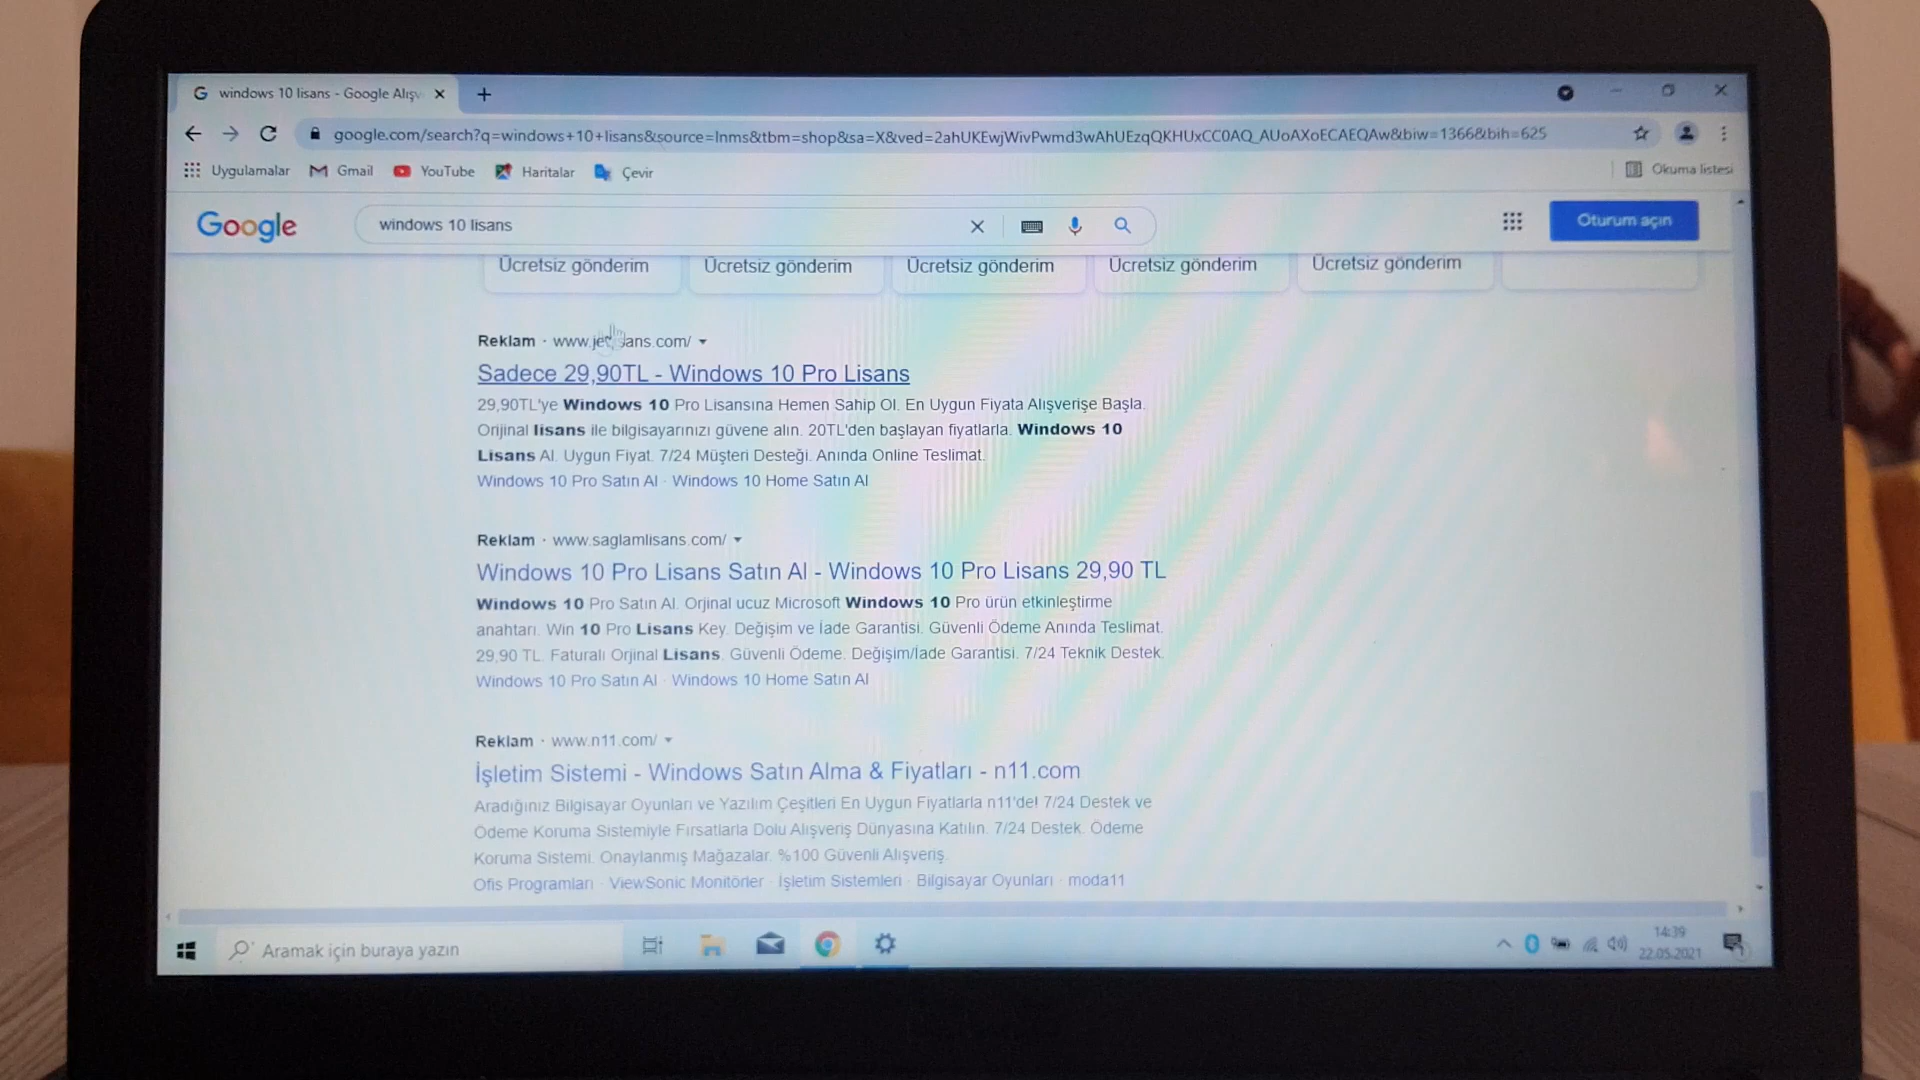 windows 10 lisans - Google Alışv
google.com/search?q=windows+10+lisans&source=lnms&tbm=shop&sa=X&ved=2ahUKEwjWivPwmd3wAhUEzqQKHUxCC0AQ_AUoAXoECAEQAw&biw=1366&bih=625
Uygulamalar Gmail YouTube Haritalar Çevir Okuma listesi
Google windows 10 lisans Oturum açın
Ücretsiz gönderim Ücretsiz gönderim Ücretsiz gönderim Ücretsiz gönderim Ücretsiz gönderim
Reklam ·
Sadece 29,90TL - Windows 10 Pro Lisans
29,90TL'ye Windows 10 Pro Lisansına Hemen Sahip Ol. En Uygun Fiyata Alışverişe Başla.
Orijinal lisans ile bilgisayarınızı güvene alın. 20TL'den başlayan fiyatlarla. Windows 10
Lisans Al. Uygun Fiyat. 7/24 Müşteri Desteği. Anında Online Teslimat.
Windows 10 Pro Satın Al · Windows 10 Home Satın Al
Reklam · www.saglamlisans.com/
Windows 10 Pro Lisans Satın Al - Windows 10 Pro Lisans 29,90 TL
Windows 10 Pro Satın Al. Orjinal ucuz Microsoft Windows 10 Pro ürün etkinleştirme
anahtarı. Win 10 Pro Lisans Key. Değişim ve İade Garantisi. Güvenli Ödeme Anında Teslimat.
29,90 TL. Faturalı Orjinal Lisans. Güvenli Ödeme. Değişim/İade Garantisi. 7/24 Teknik Destek.
Windows 10 Pro Satın Al · Windows 10 Home Satın Al
Reklam · www.n11.com/
İşletim Sistemi - Windows Satın Alma & Fiyatları - n11.com
Aradığınız Bilgisayar Oyunları ve Yazılım Çeşitleri En Uygun Fiyatlarla n11'de! 7/24 Destek ve
Ödeme Koruma Sistemiyle Fırsatlarla Dolu Alışveriş Dünyasına Katılın. 7/24 Destek. Ödeme
Koruma Sistemi. Onaylanmış Mağazalar. %100 Güvenli Alışveriş.
Ofis Programları · ViewSonic Monitörler · İşletim Sistemleri · Bilgisayar Oyunları · moda11
Aramak için buraya yazın
14:39
22.05.2021